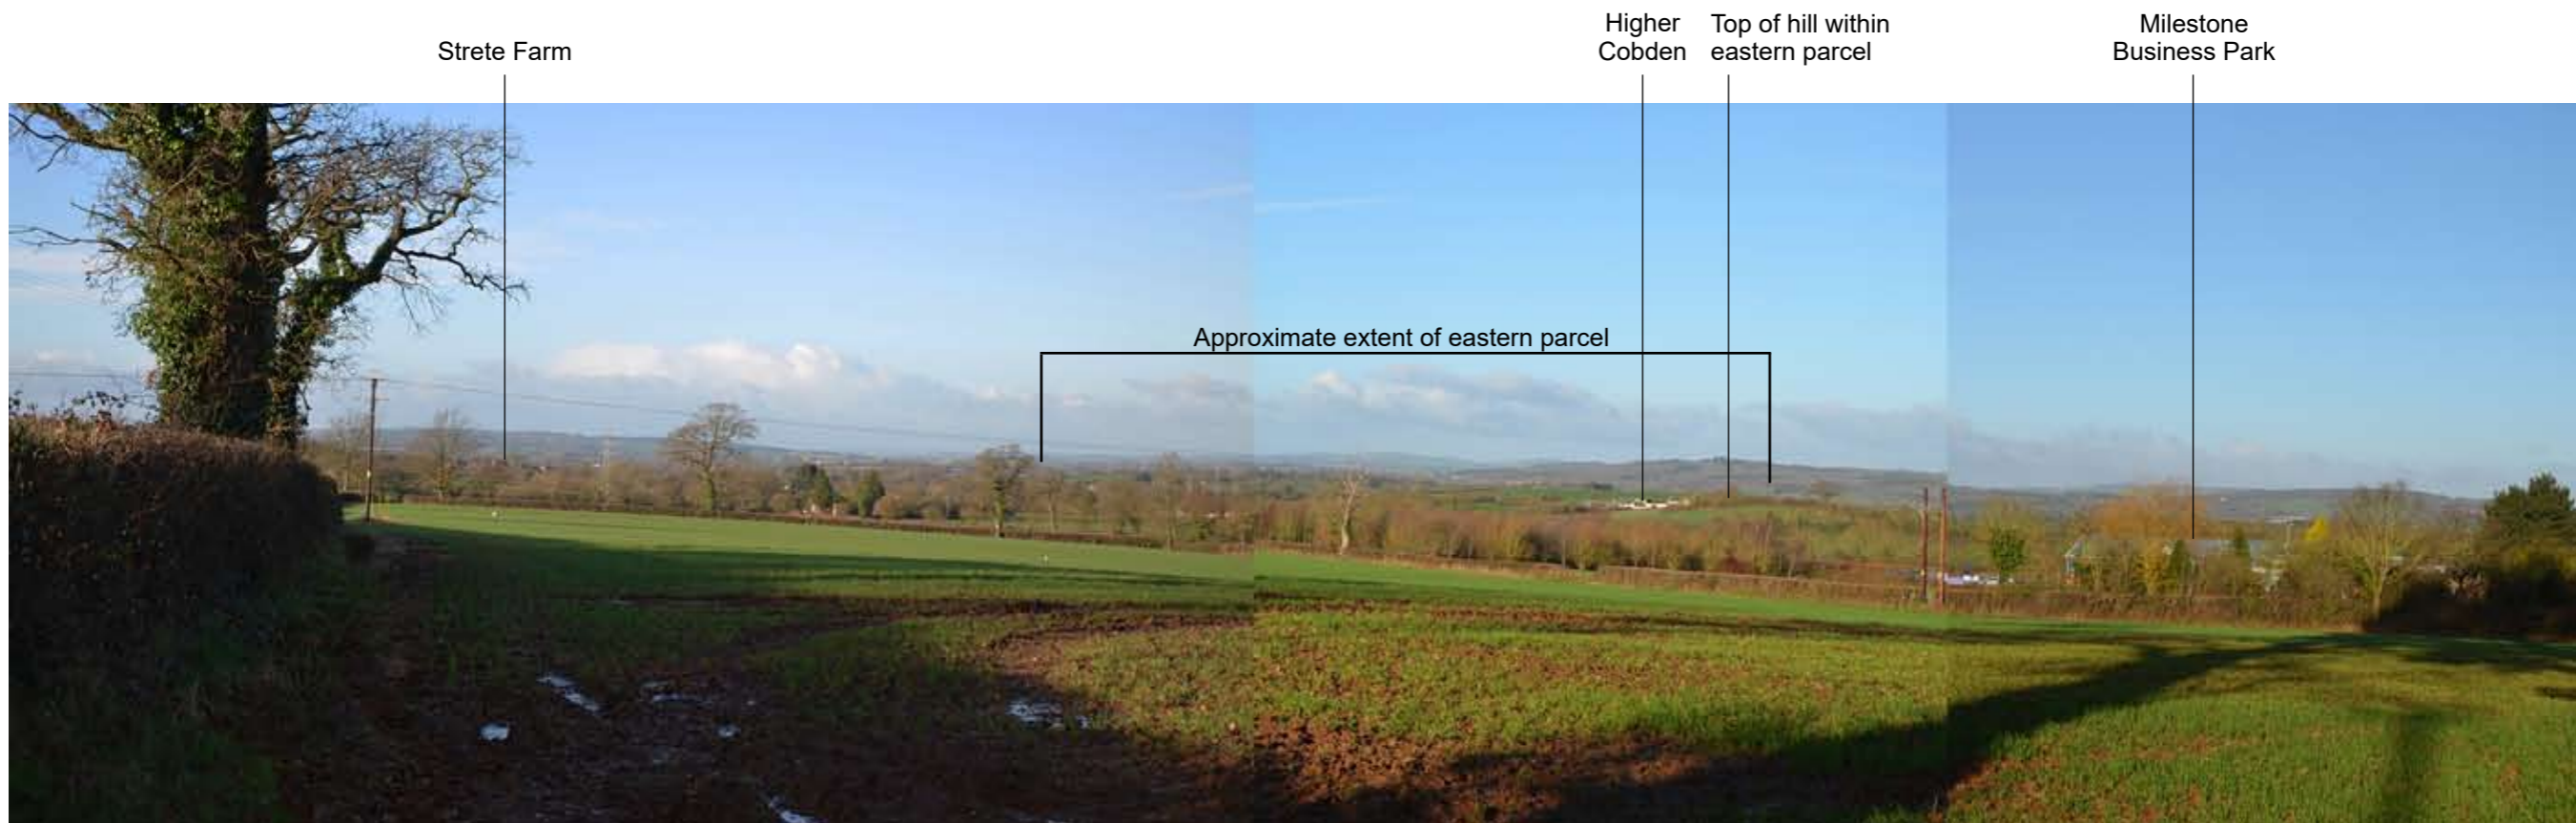 Strete Farm
Higher
Cobden
Top of hill within
eastern parcel
Milestone
Business Park
Approximate extent of eastern parcel